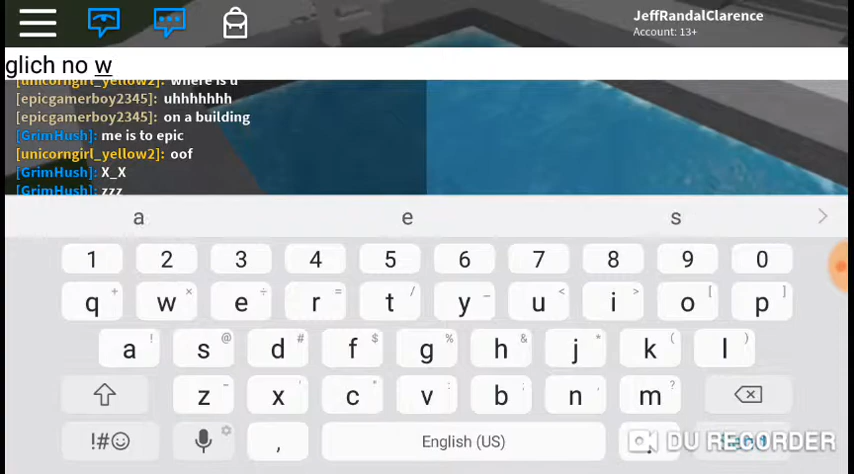 JeffRandalClarence
Account: 13+
glich no w
[unicorngirl_yellow2]: where is u
[epicgamerboy2345]: uhhhhhhh
[epicgamerboy2345]: on a building
[GrimHush]: me is to epic
[unicorngirl_yellow2]: oof
[GrimHush]: X_X
[GrimHush]: zzz
a e s
1 2 3 4 5 6 7 8 9 0
q + w × e ÷ r = t / y _ u < i > o [ p ]
a ! s @ d # f $ g % h & j * k ( l )
z - x ' c " v : b ; n , m ?
!#☺ , English (US) .
DU RECORDER